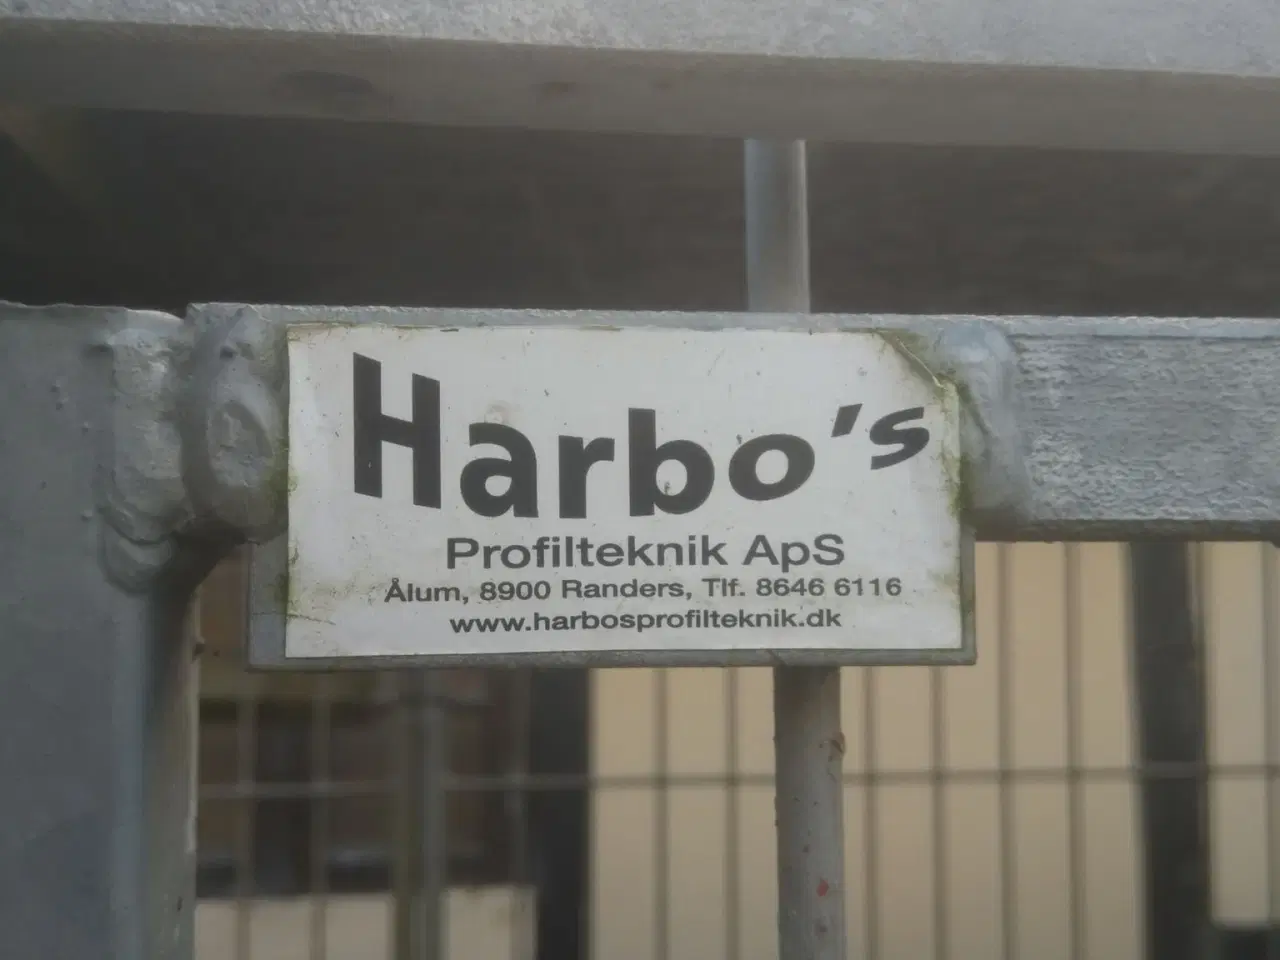 Harbo's
Profilteknik ApS
Ålum, 8900 Randers, Tlf. 8646 6116
www.harbosprofilteknik.dk